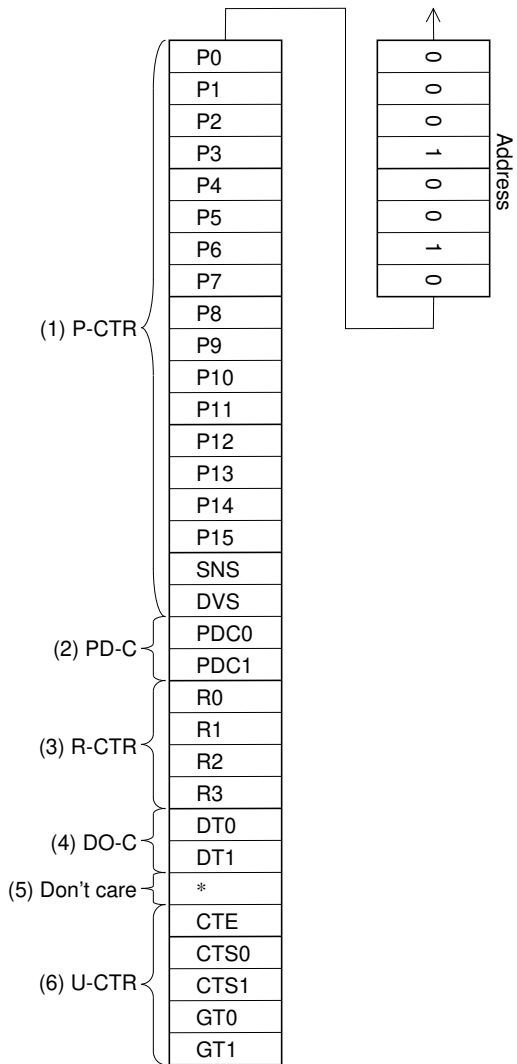 P0
P1
P2
P3
P4
P5
P6
P7
P8
P9
P10
P11
P12
P13
P14
P15
SNS
DVS
PDC0
PDC1
R0
R1
R2
R3
DT0
DT1
*
CTE
CTS0
CTS1
GT0
GT1
(1) P-CTR
(2) PD-C
(3) R-CTR
(4) DO-C
(5) Don't care
(6) U-CTR
0
0
0
1
0
0
1
0
Address